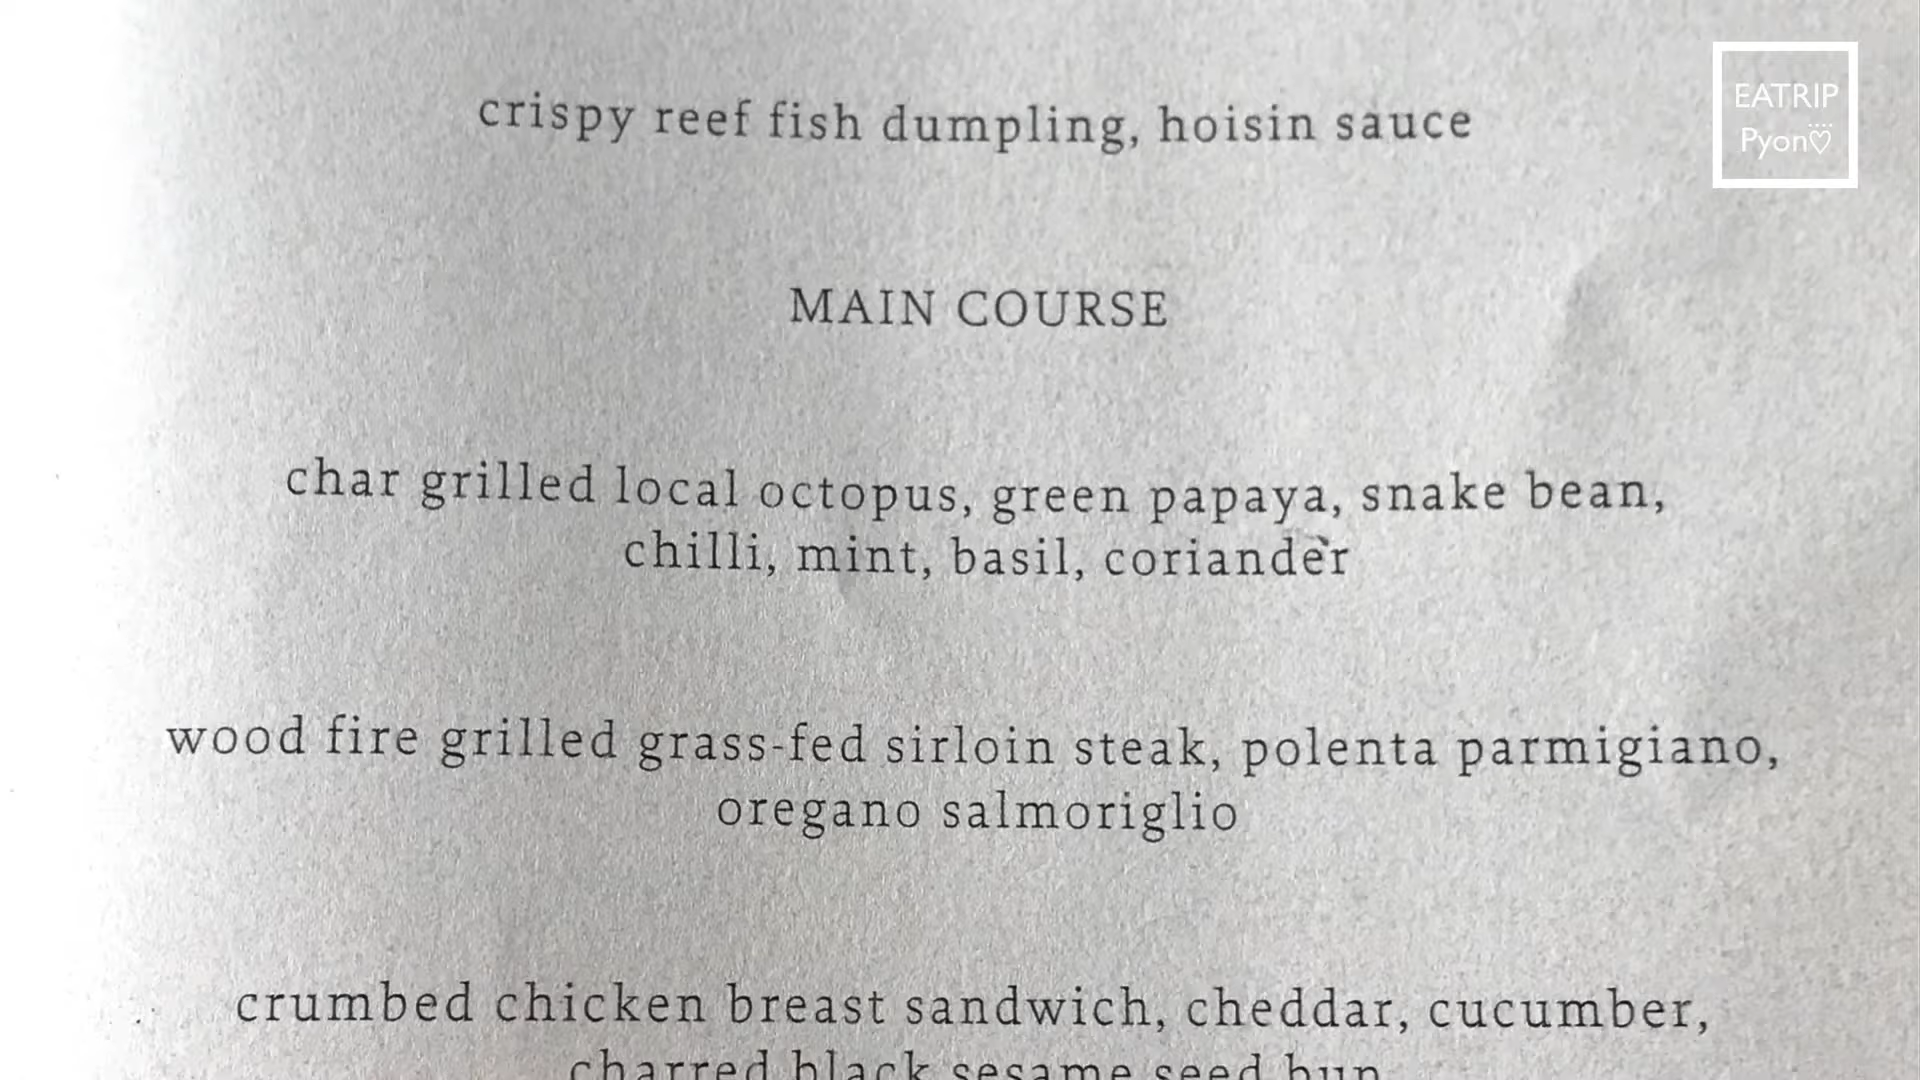 EATRIP
Pyon♡
crispy reef fish dumpling, hoisin sauce
MAIN COURSE
char grilled local octopus, green papaya, snake bean,
chilli, mint, basil, coriander
wood fire grilled grass-fed sirloin steak, polenta parmigiano,
oregano salmoriglio
crumbed chicken breast sandwich, cheddar, cucumber,
charred black sesame seed bun